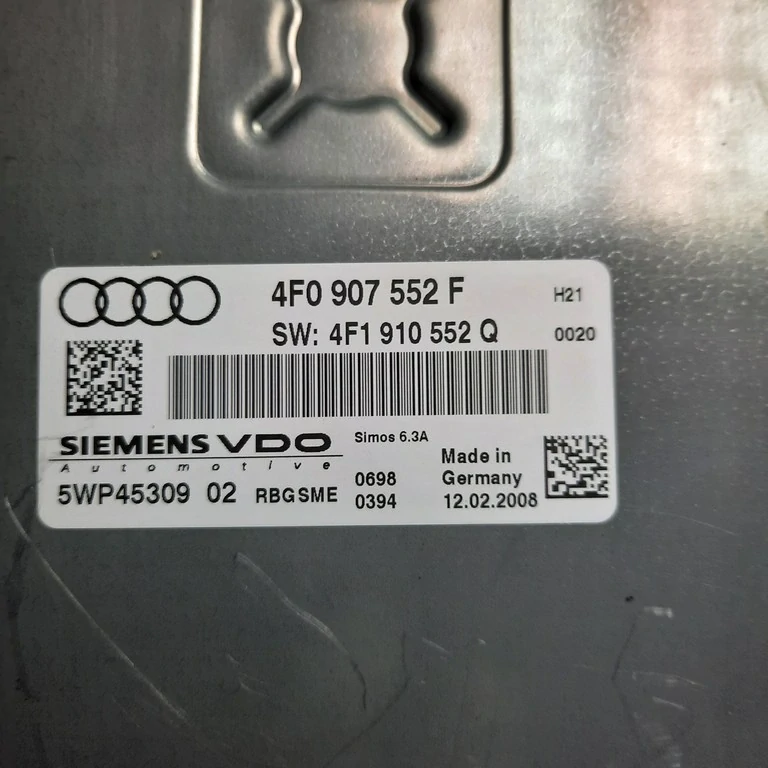 4F0 907 552 F H21
SW: 4F1 910 552 Q 0020
SIEMENS VDO Simos 6.3A
Automotive
Made in
5WP45309 02 RBGSME 0698 Germany
0394 12.02.2008